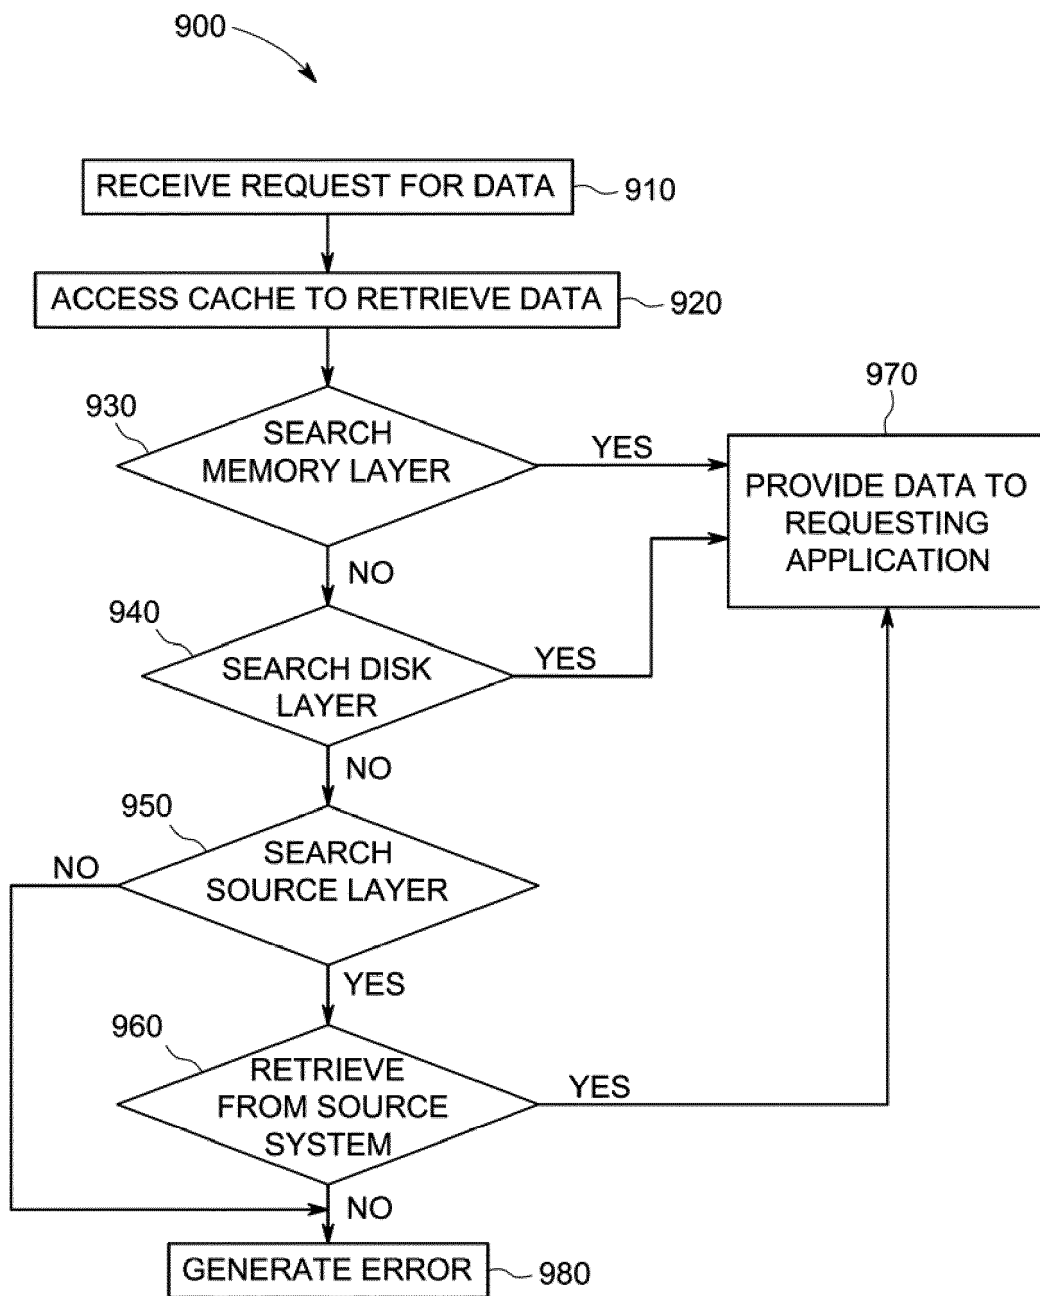 900
RECEIVE REQUEST FOR DATA
910
ACCESS CACHE TO RETRIEVE DATA
920
930
SEARCH
MEMORY LAYER
YES
NO
970
PROVIDE DATA TO
REQUESTING
APPLICATION
940
SEARCH DISK
LAYER
YES
NO
950
SEARCH
SOURCE LAYER
NO
YES
960
RETRIEVE
FROM SOURCE
SYSTEM
YES
NO
GENERATE ERROR
980